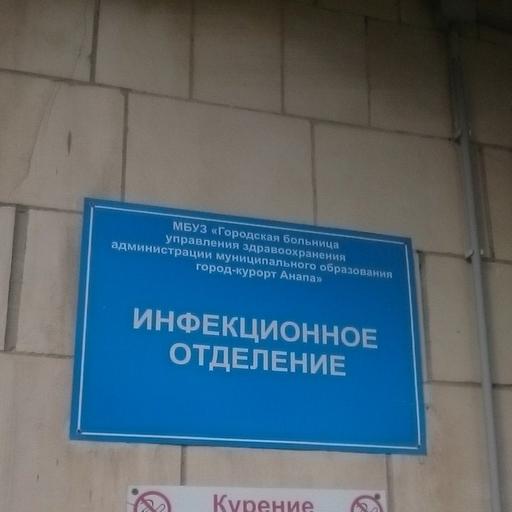 МБУЗ «Городская больница
управления здравоохранения
администрации муниципального образования
город-курорт Анапа»
ИНФЕКЦИОННОЕ
ОТДЕЛЕНИЕ
Курение